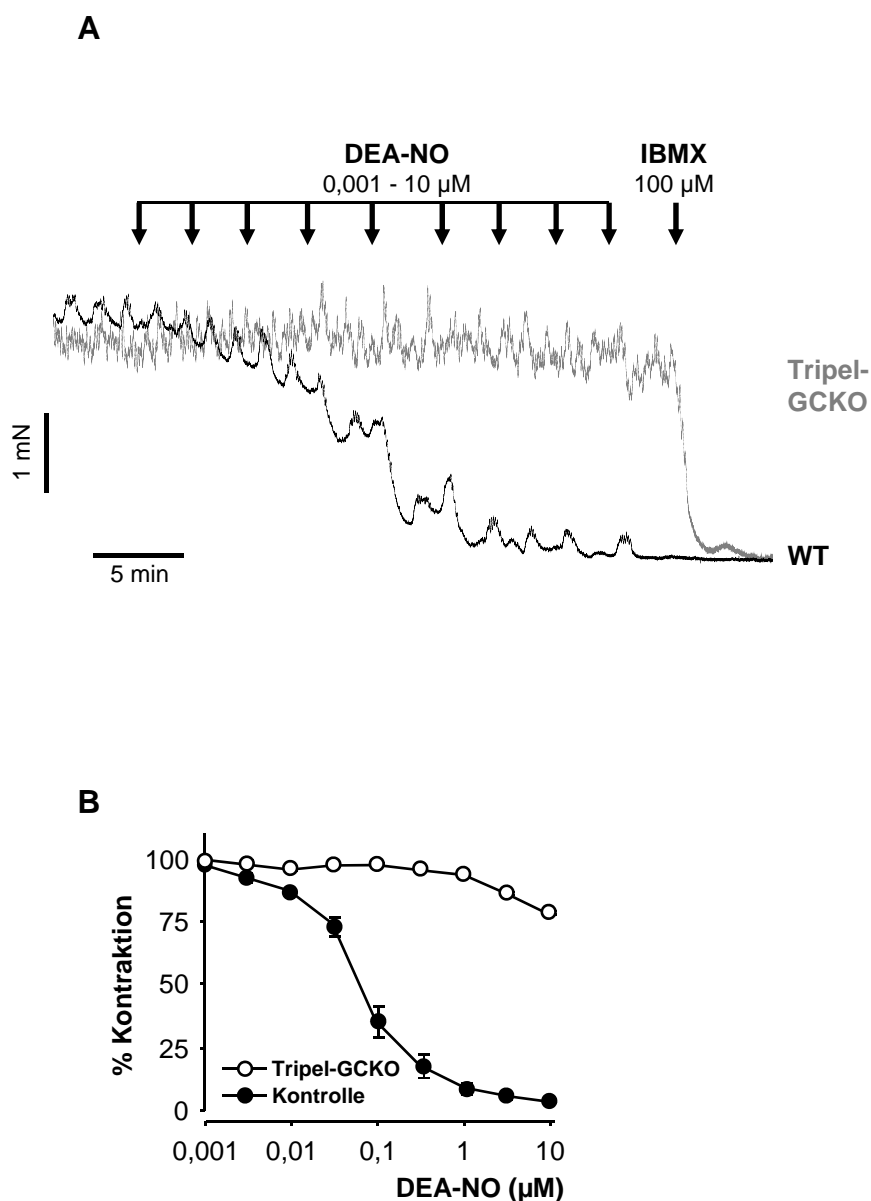 A
DEA-NO
0,001 - 10 µM
IBMX
100 µM
Tripel-
GCKO
1 mN
5 min
WT
B
% Kontraktion
100
75
50
25
0
Tripel-GCKO
Kontrolle
0,001 0,01 0,1 1 10
DEA-NO (µM)